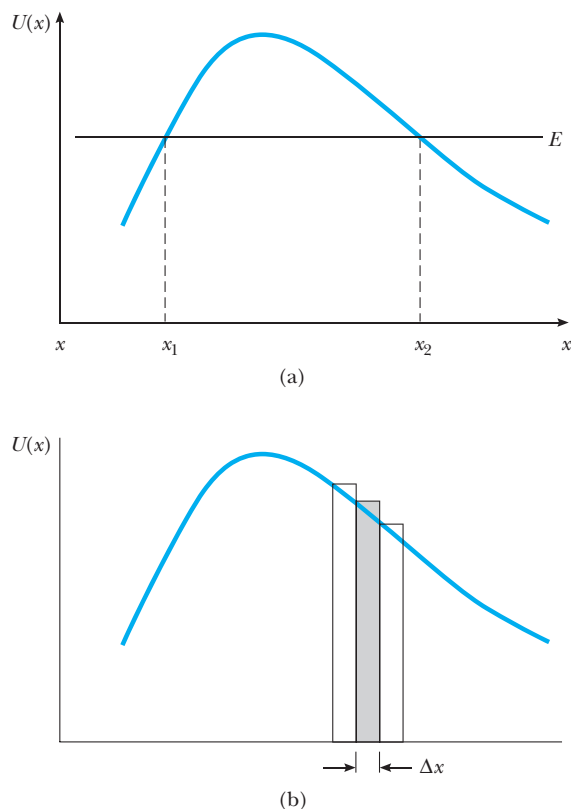 U(x)
E
x x₁ x₂ x
(a)
U(x)
Δx
(b)